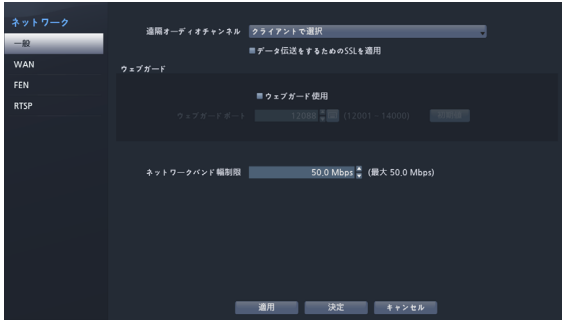 ネットワーク
一般
WAN
FEN
RTSP
遠隔オーディオチャンネル クライアントで選択
データ伝送をするためのSSLを適用
ウェブガード
ウェブガード使用
ウェブガードポート 12088 (12001 - 14000) 初期値
ネットワークバンド幅制限 50.0 Mbps (最大 50.0 Mbps)
適用 決定 キャンセル